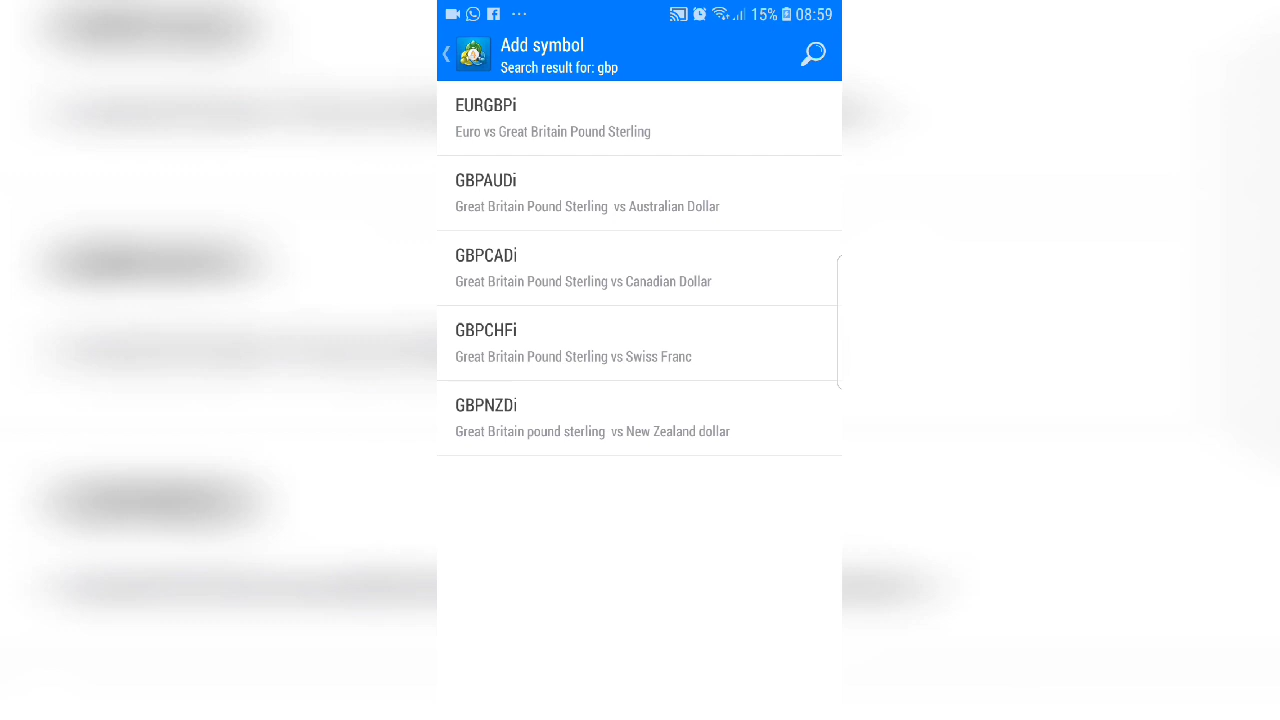 15% 08:59
Add symbol
Search result for: gbp
EURGBPi
Euro vs Great Britain Pound Sterling
GBPAUDi
Great Britain Pound Sterling vs Australian Dollar
GBPCADi
Great Britain Pound Sterling vs Canadian Dollar
GBPCHFi
Great Britain Pound Sterling vs Swiss Franc
GBPNZDi
Great Britain pound sterling vs New Zealand dollar